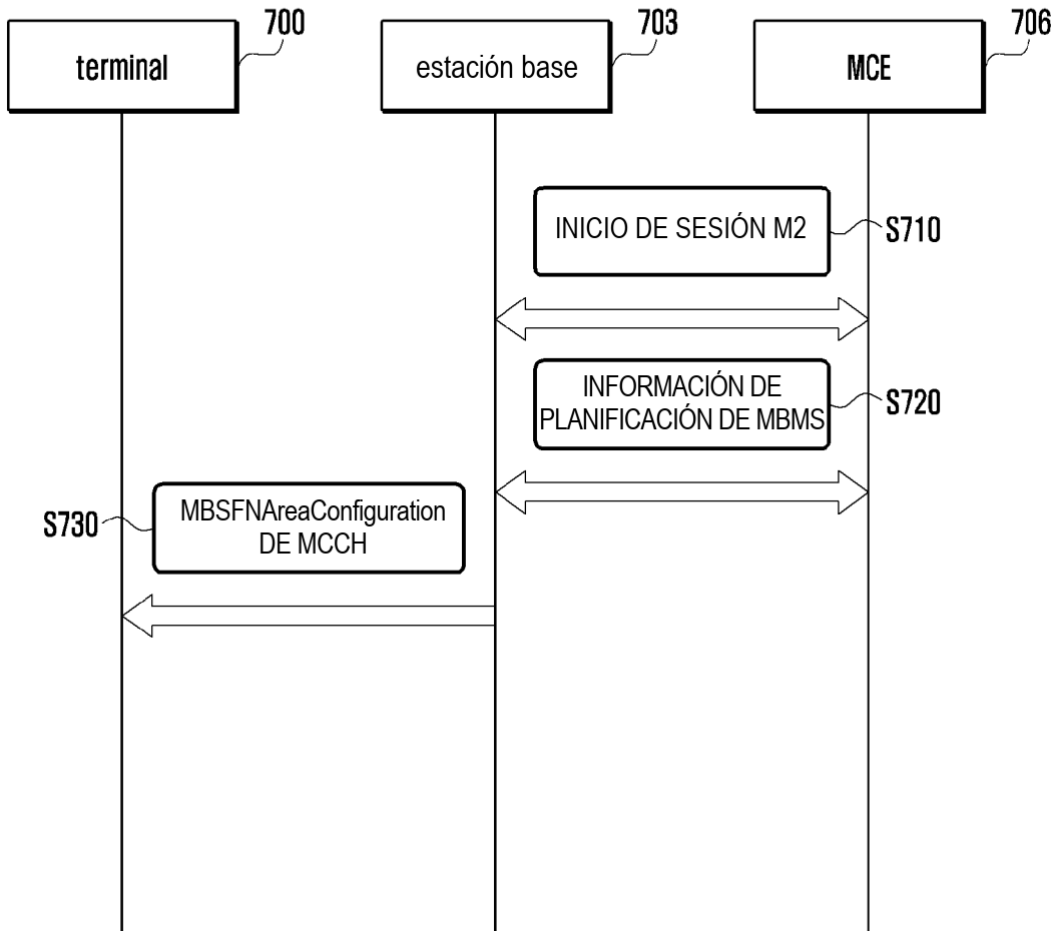 700
703
706
terminal
estación base
MCE
INICIO DE SESIÓN M2
S710
INFORMACIÓN DE
PLANIFICACIÓN DE MBMS
S720
MBSFNAreaConfiguration
DE MCCH
S730